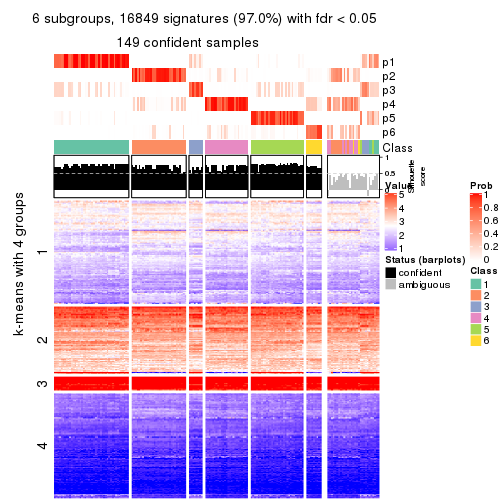 6 subgroups, 16849 signatures (97.0%) with fdr < 0.05
149 confident samples
p1
p2
p3
p4
p5
p6
Class
1
0.5
0
Silhouette
score
k-means with 4 groups
1
2
3
4
Value
5
4
3
2
1
Status (barplots)
confident
ambiguous
Prob
1
0.8
0.6
0.4
0.2
0
Class
1
2
3
4
5
6